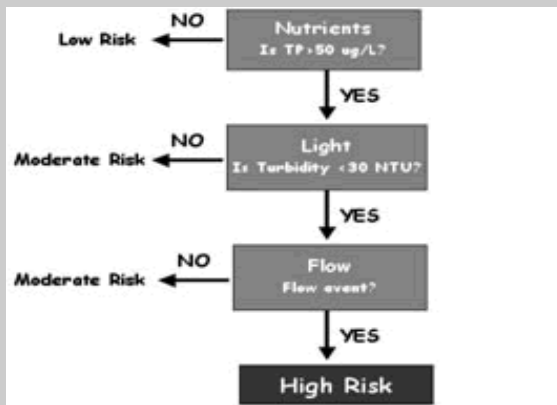 Nutrients
Is TP>50 ug/L?
NO
Low Risk
YES
Light
Is Turbidity <30 NTU?
NO
Moderate Risk
YES
Flow
Flow event?
NO
Moderate Risk
YES
High Risk